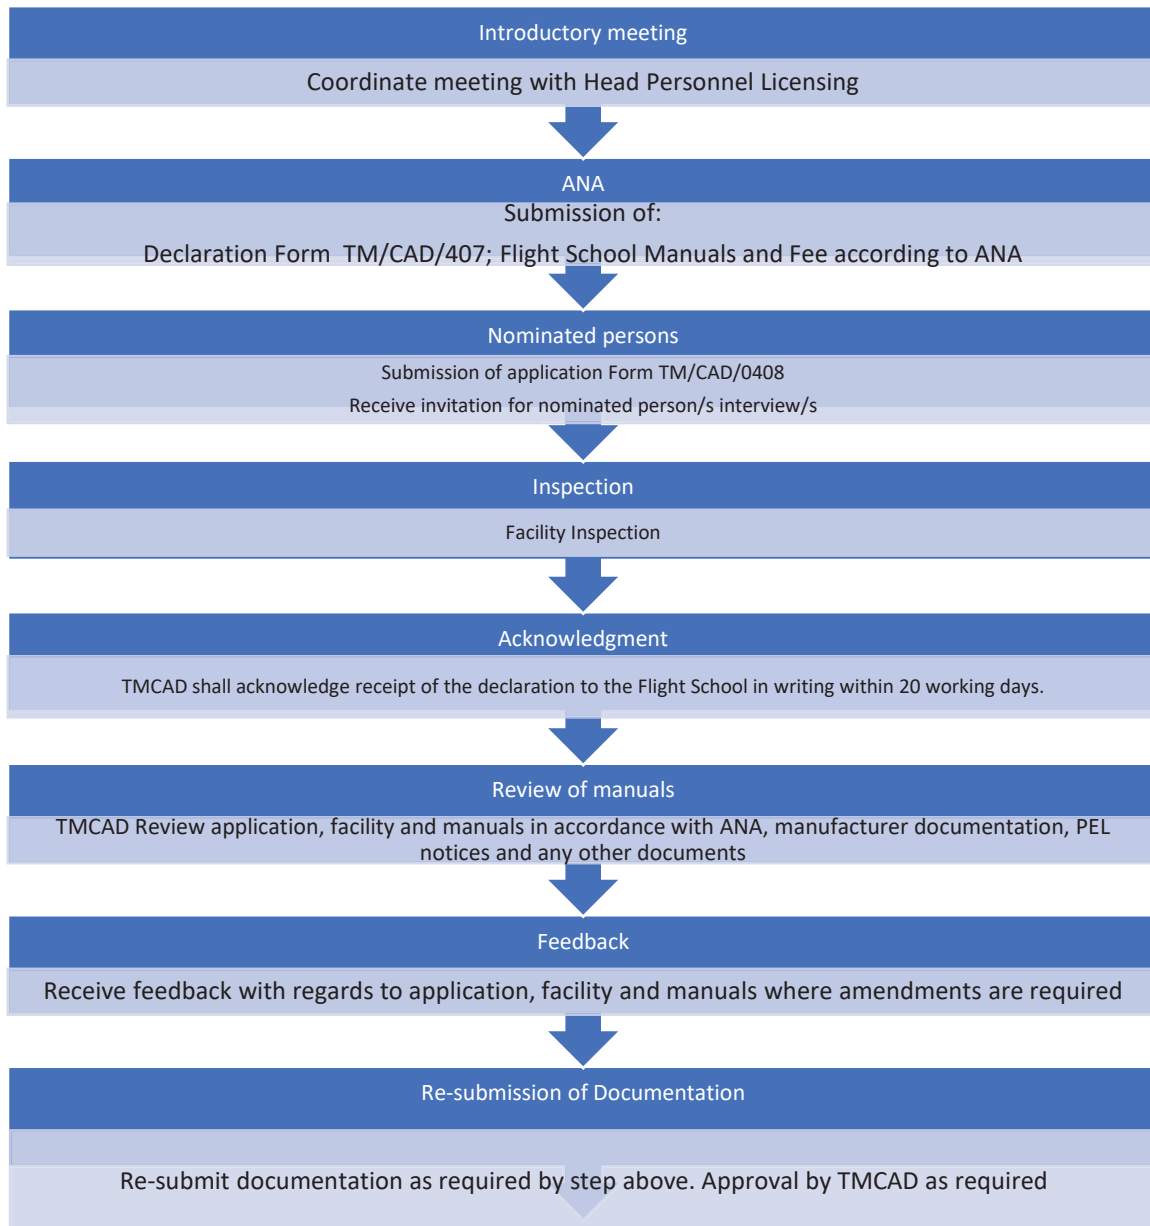 Introductory meeting
Coordinate meeting with Head Personnel Licensing
ANA
Submission of:
Declaration Form  TM/CAD/407; Flight School Manuals and Fee according to ANA
Nominated persons
Submission of application Form TM/CAD/0408
Receive invitation for nominated person/s interview/s
Inspection
Facility Inspection
Acknowledgment
TMCAD shall acknowledge receipt of the declaration to the Flight School in writing within 20 working days.
Review of manuals
TMCAD Review application, facility and manuals in accordance with ANA, manufacturer documentation, PEL
notices and any other documents
Feedback
Receive feedback with regards to application, facility and manuals where amendments are required
Re-submission of Documentation
Re-submit documentation as required by step above. Approval by TMCAD as required